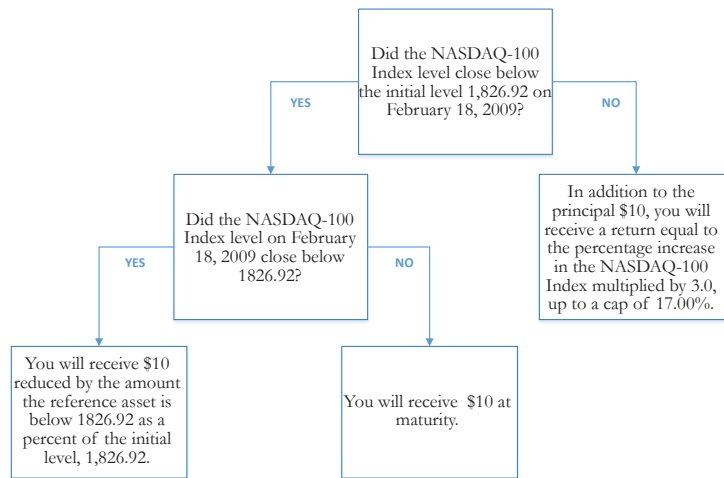 Did the NASDAQ-100
Index level close below
the initial level 1,826.92 on
February 18, 2009?
YES
NO
Did the NASDAQ-100
Index level on February
18, 2009 close below
1826.92?
In addition to the
principal $10, you will
receive a return equal to
the percentage increase
in the NASDAQ-100
Index multiplied by 3.0,
up to a cap of 17.00%.
YES
NO
You will receive $10
reduced by the amount
the reference asset is
below 1826.92 as a
percent of the initial
level, 1,826.92.
You will receive $10 at
maturity.